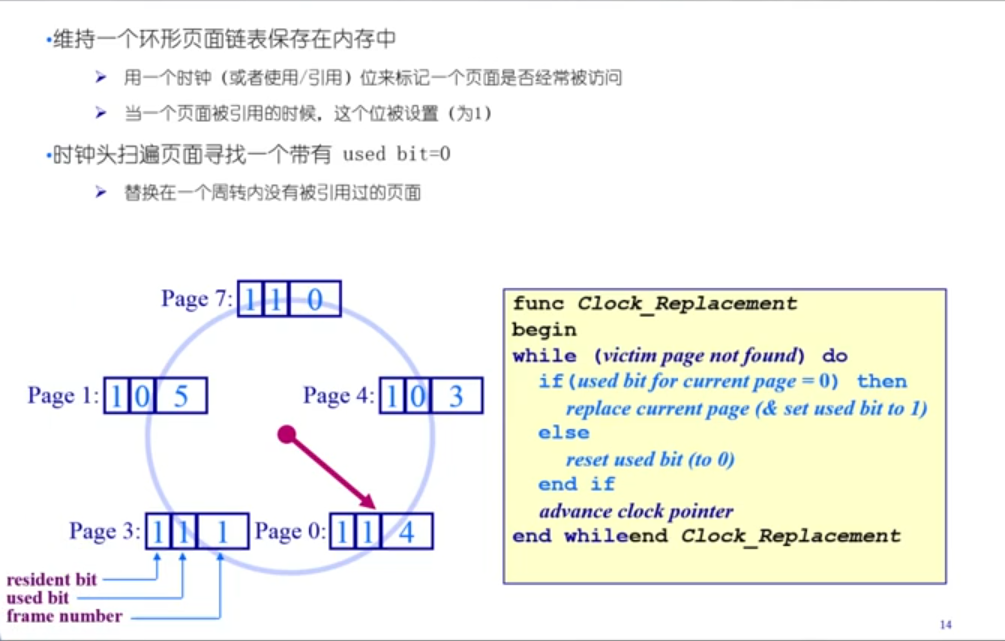 •维持一个环形页面链表保存在内存中
➢ 用一个时钟（或者使用/引用）位来标记一个页面是否经常被访问
➢ 当一个页面被引用的时候，这个位被设置（为1）
•时钟头扫遍页面寻找一个带有 used bit=0
➢ 替换在一个周转内没有被引用过的页面
Page 7: 1 1 0
Page 1: 1 0 5
Page 4: 1 0 3
Page 3: 1 1 1
Page 0: 1 1 4
resident bit
used bit
frame number
func Clock_Replacement
begin
while (victim page not found) do
if(used bit for current page = 0) then
replace current page (& set used bit to 1)
else
reset used bit (to 0)
end if
advance clock pointer
end whileend Clock_Replacement
14